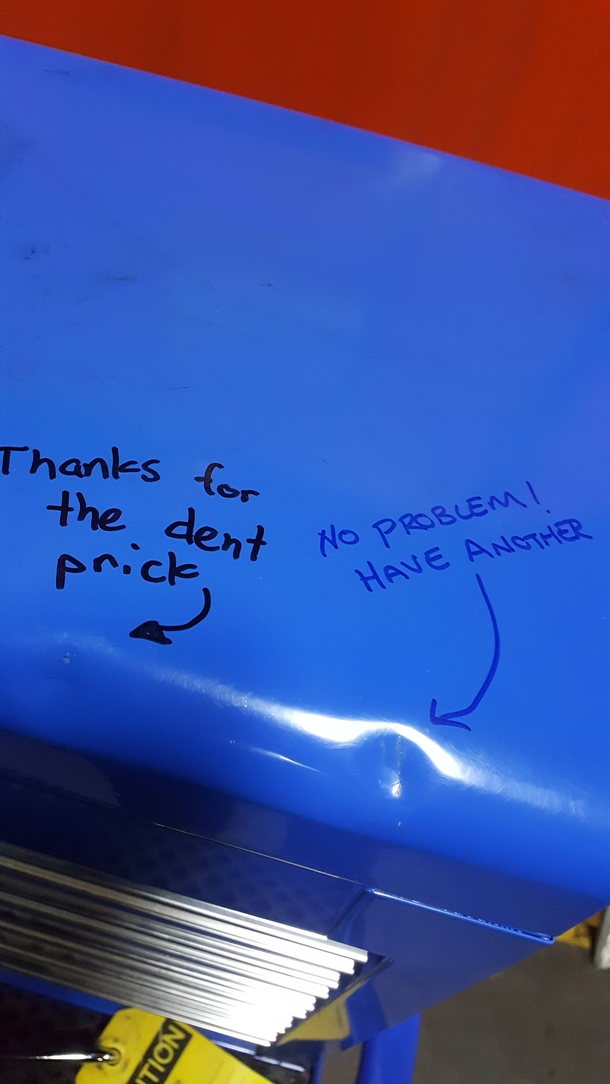 Thanks for
the dent
prick
NO PROBLEM!
HAVE ANOTHER